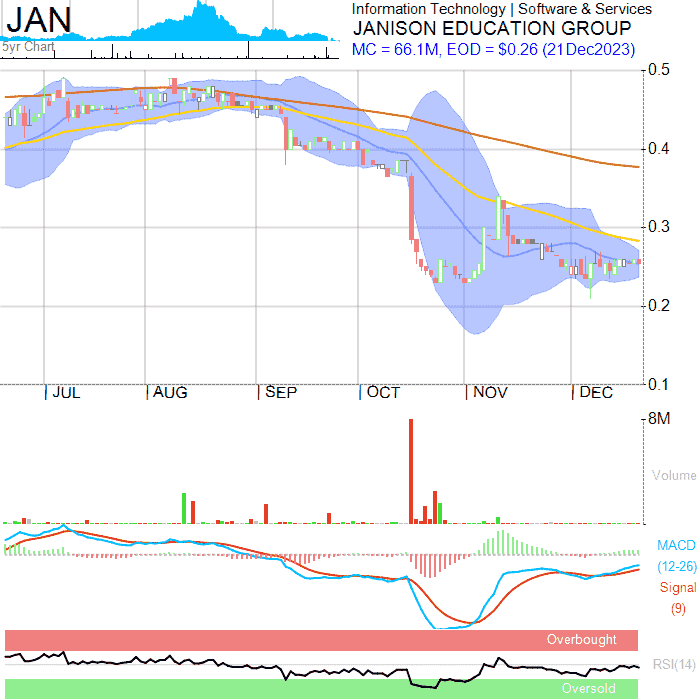 JAN
Information Technology | Software & Services
JANISON EDUCATION GROUP
MC = 66.1M, EOD = $0.26 (21Dec2023)
5yr Chart
0.5
0.4
0.3
0.2
0.1
JUL AUG SEP OCT NOV DEC
8M
Volume
MACD
(12-26)
Signal
(9)
Overbought
RSI(14)
Oversold